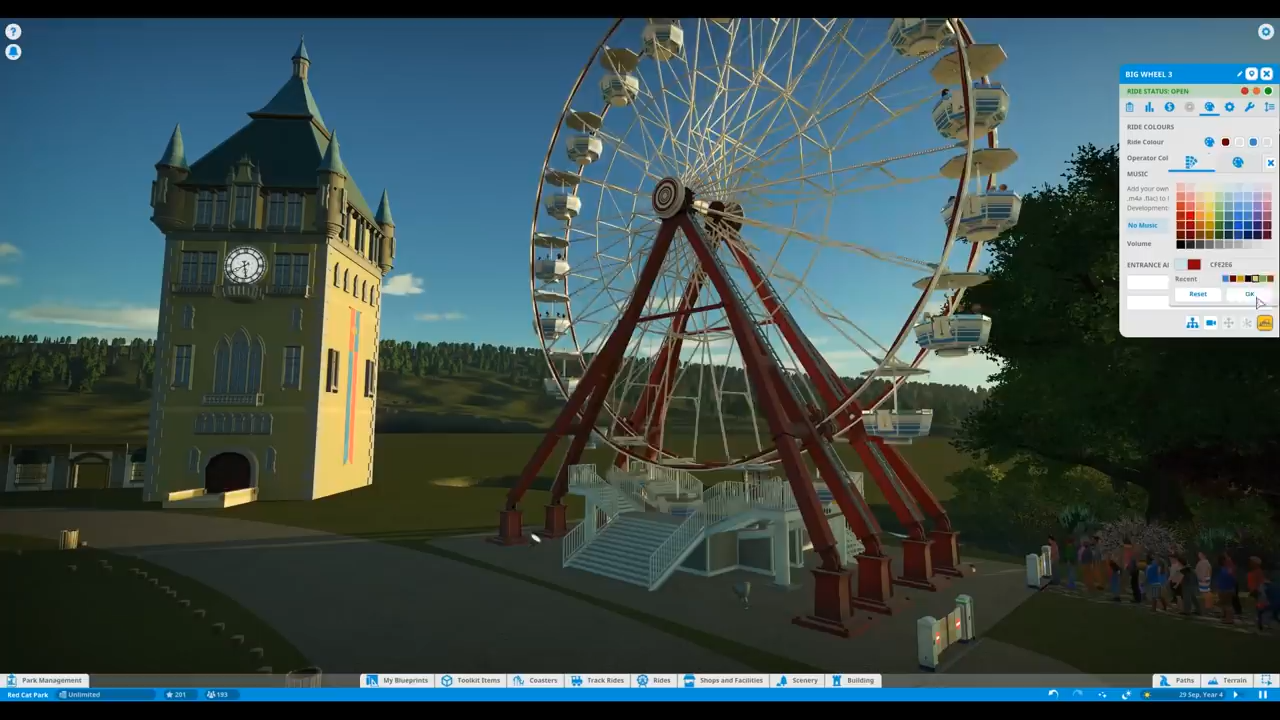 BIG WHEEL 3
RIDE STATUS: OPEN
RIDE COLOURS
Ride Colour
Operator Col
MUSIC
Add your own
.m4a .flac) to
Development
No Music
Volume
ENTRANCE A
CFE2E6
Recent
Reset OK
Park Management
My Blueprints Toolkit Items Coasters Track Rides Rides Shops and Facilities Scenery Building Paths Terrain
Red Cat Park Unlimited 201 193 29 Sep, Year 4